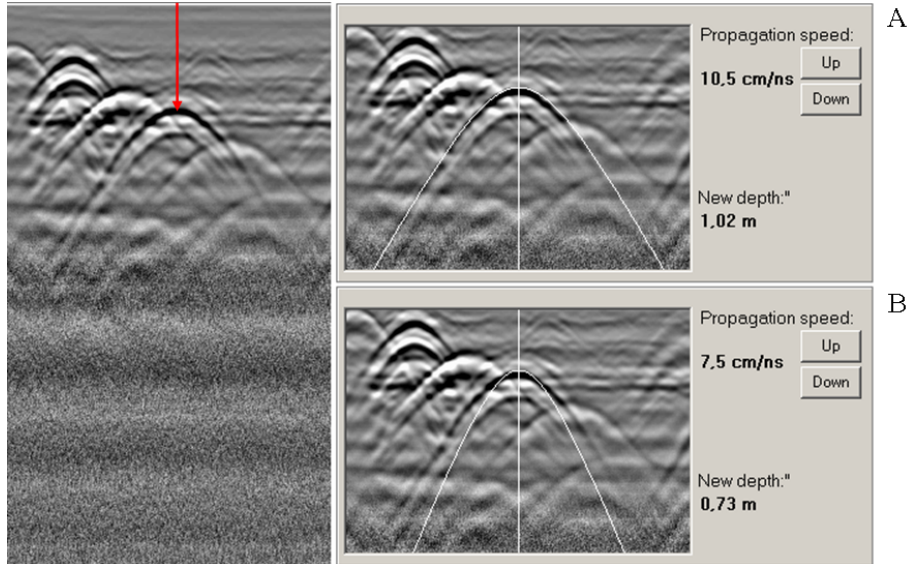 A
Propagation speed:
10,5 cm/ns
Up
Down
New depth:"
1,02 m
B
Propagation speed:
7,5 cm/ns
Up
Down
New depth:"
0,73 m